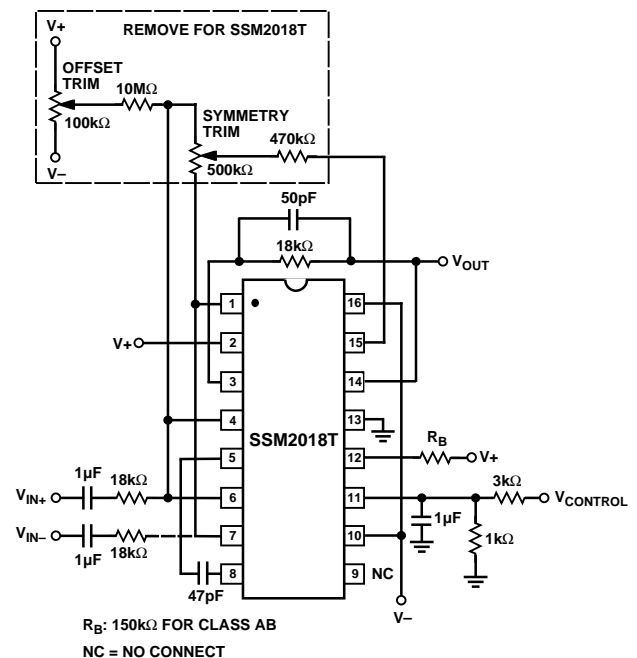 V+
REMOVE FOR SSM2018T
OFFSET
TRIM
10MΩ
100kΩ
V–
SYMMETRY
TRIM
470kΩ
500kΩ
50pF
18kΩ
VOUT
1
16
V+
2
15
3
14
4
13
SSM2018T
5
12
RB
V+
1µF
18kΩ
VIN+
6
11
3kΩ
VCONTROL
1µF
1kΩ
VIN–
1µF
18kΩ
7
10
8
9
NC
47pF
V–
RB: 150kΩ FOR CLASS AB
NC = NO CONNECT